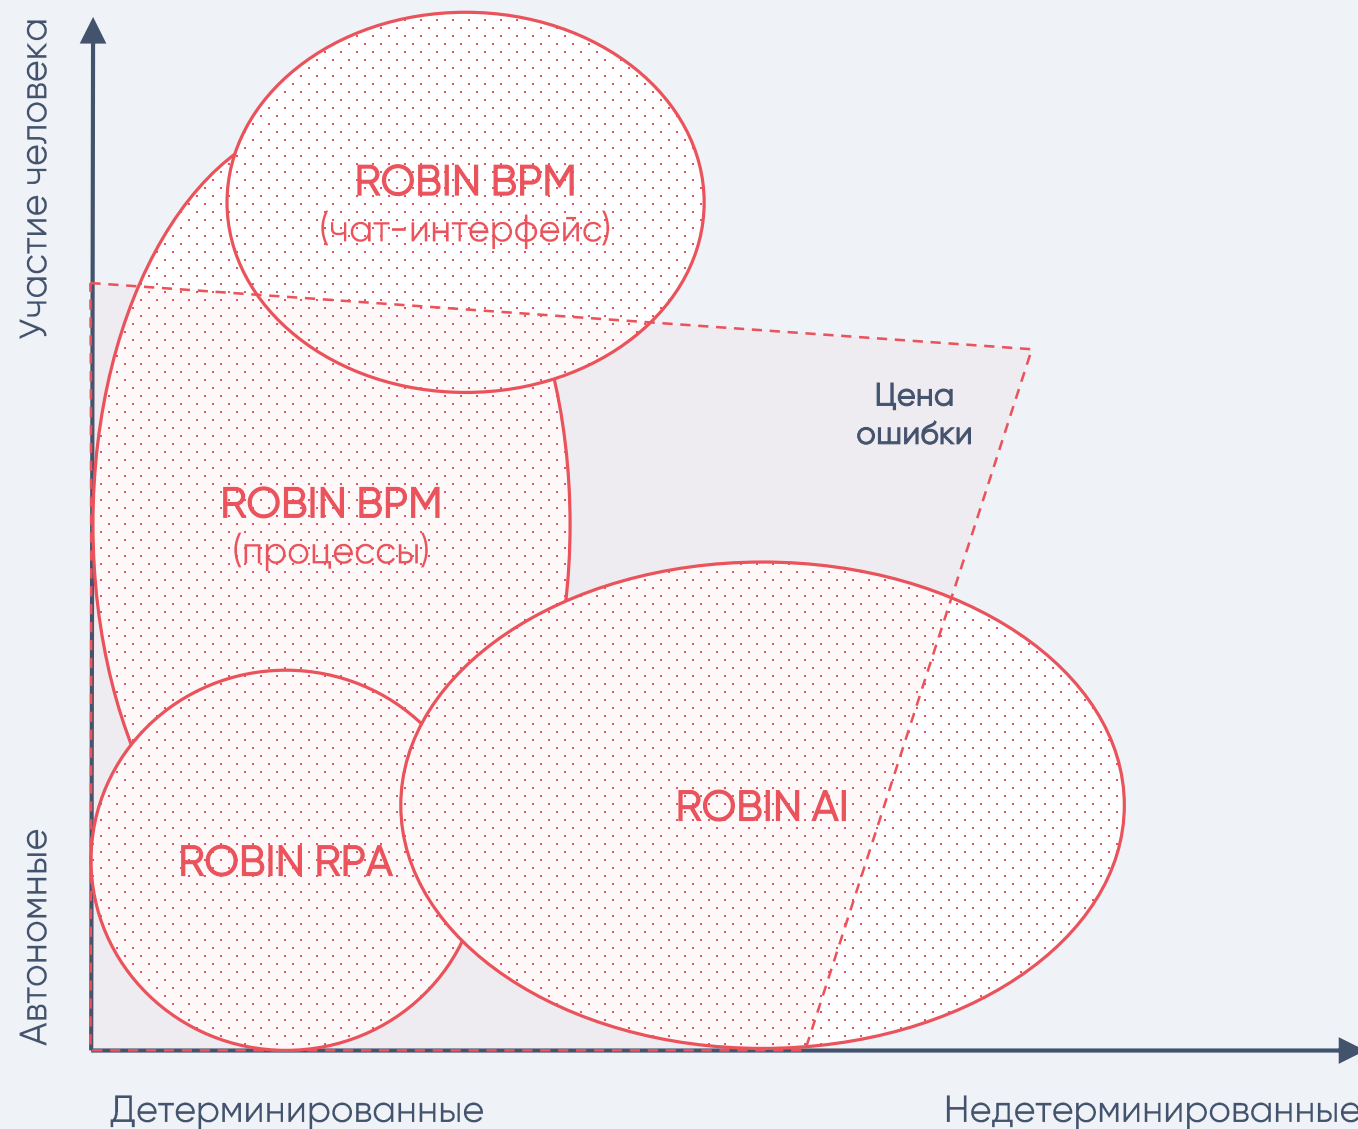 Участие человека
ROBIN BPM
(чат-интерфейс)
Цена
ошибки
ROBIN BPM
(процессы)
ROBIN AI
ROBIN RPA
Автономные
Детерминированные
Недетерминированные